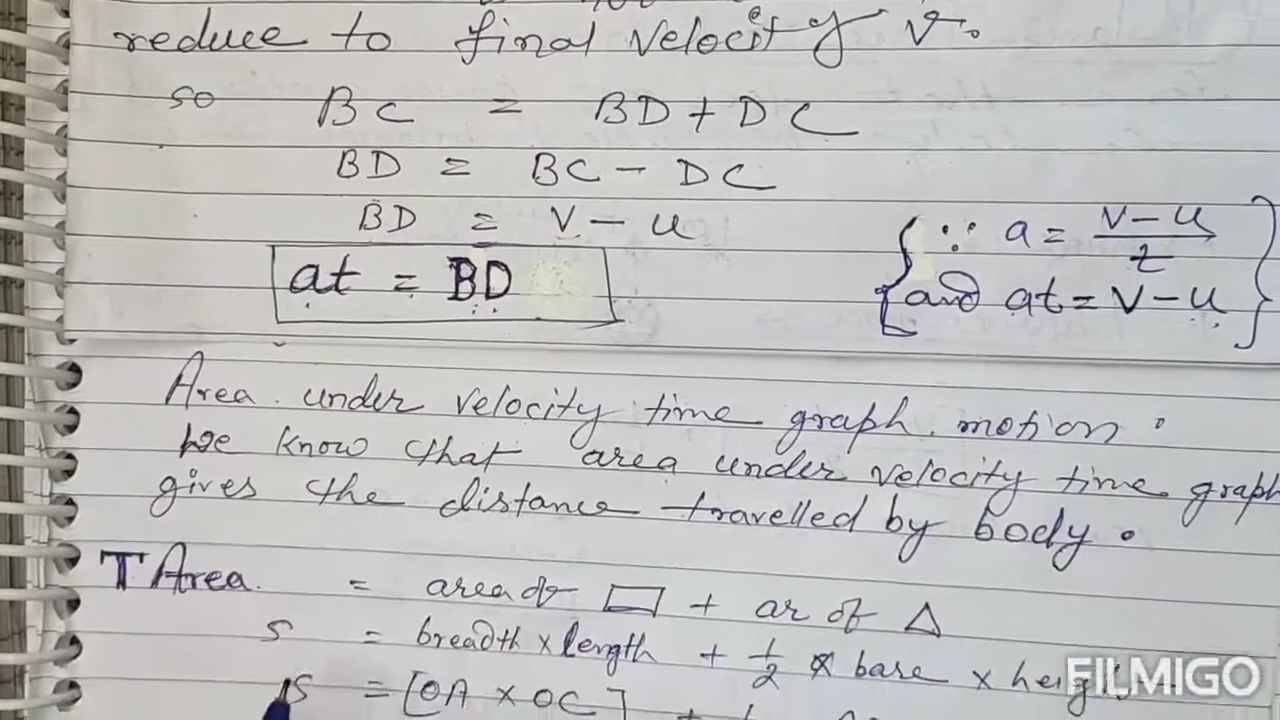 reduce to final velocity v.
so BC = BD + DC
BD = BC - DC
BD = v - u
at = BD
{∵ a = (v-u)/t
and at = v - u}
Area under velocity time graph motion.
We know that area under velocity time graph
gives the distance travelled by body.
T Area = area of ▭ + ar of △
S = breadth × length + 1/2 × base × height
S = [OA × OC] + 1
FILMIGO